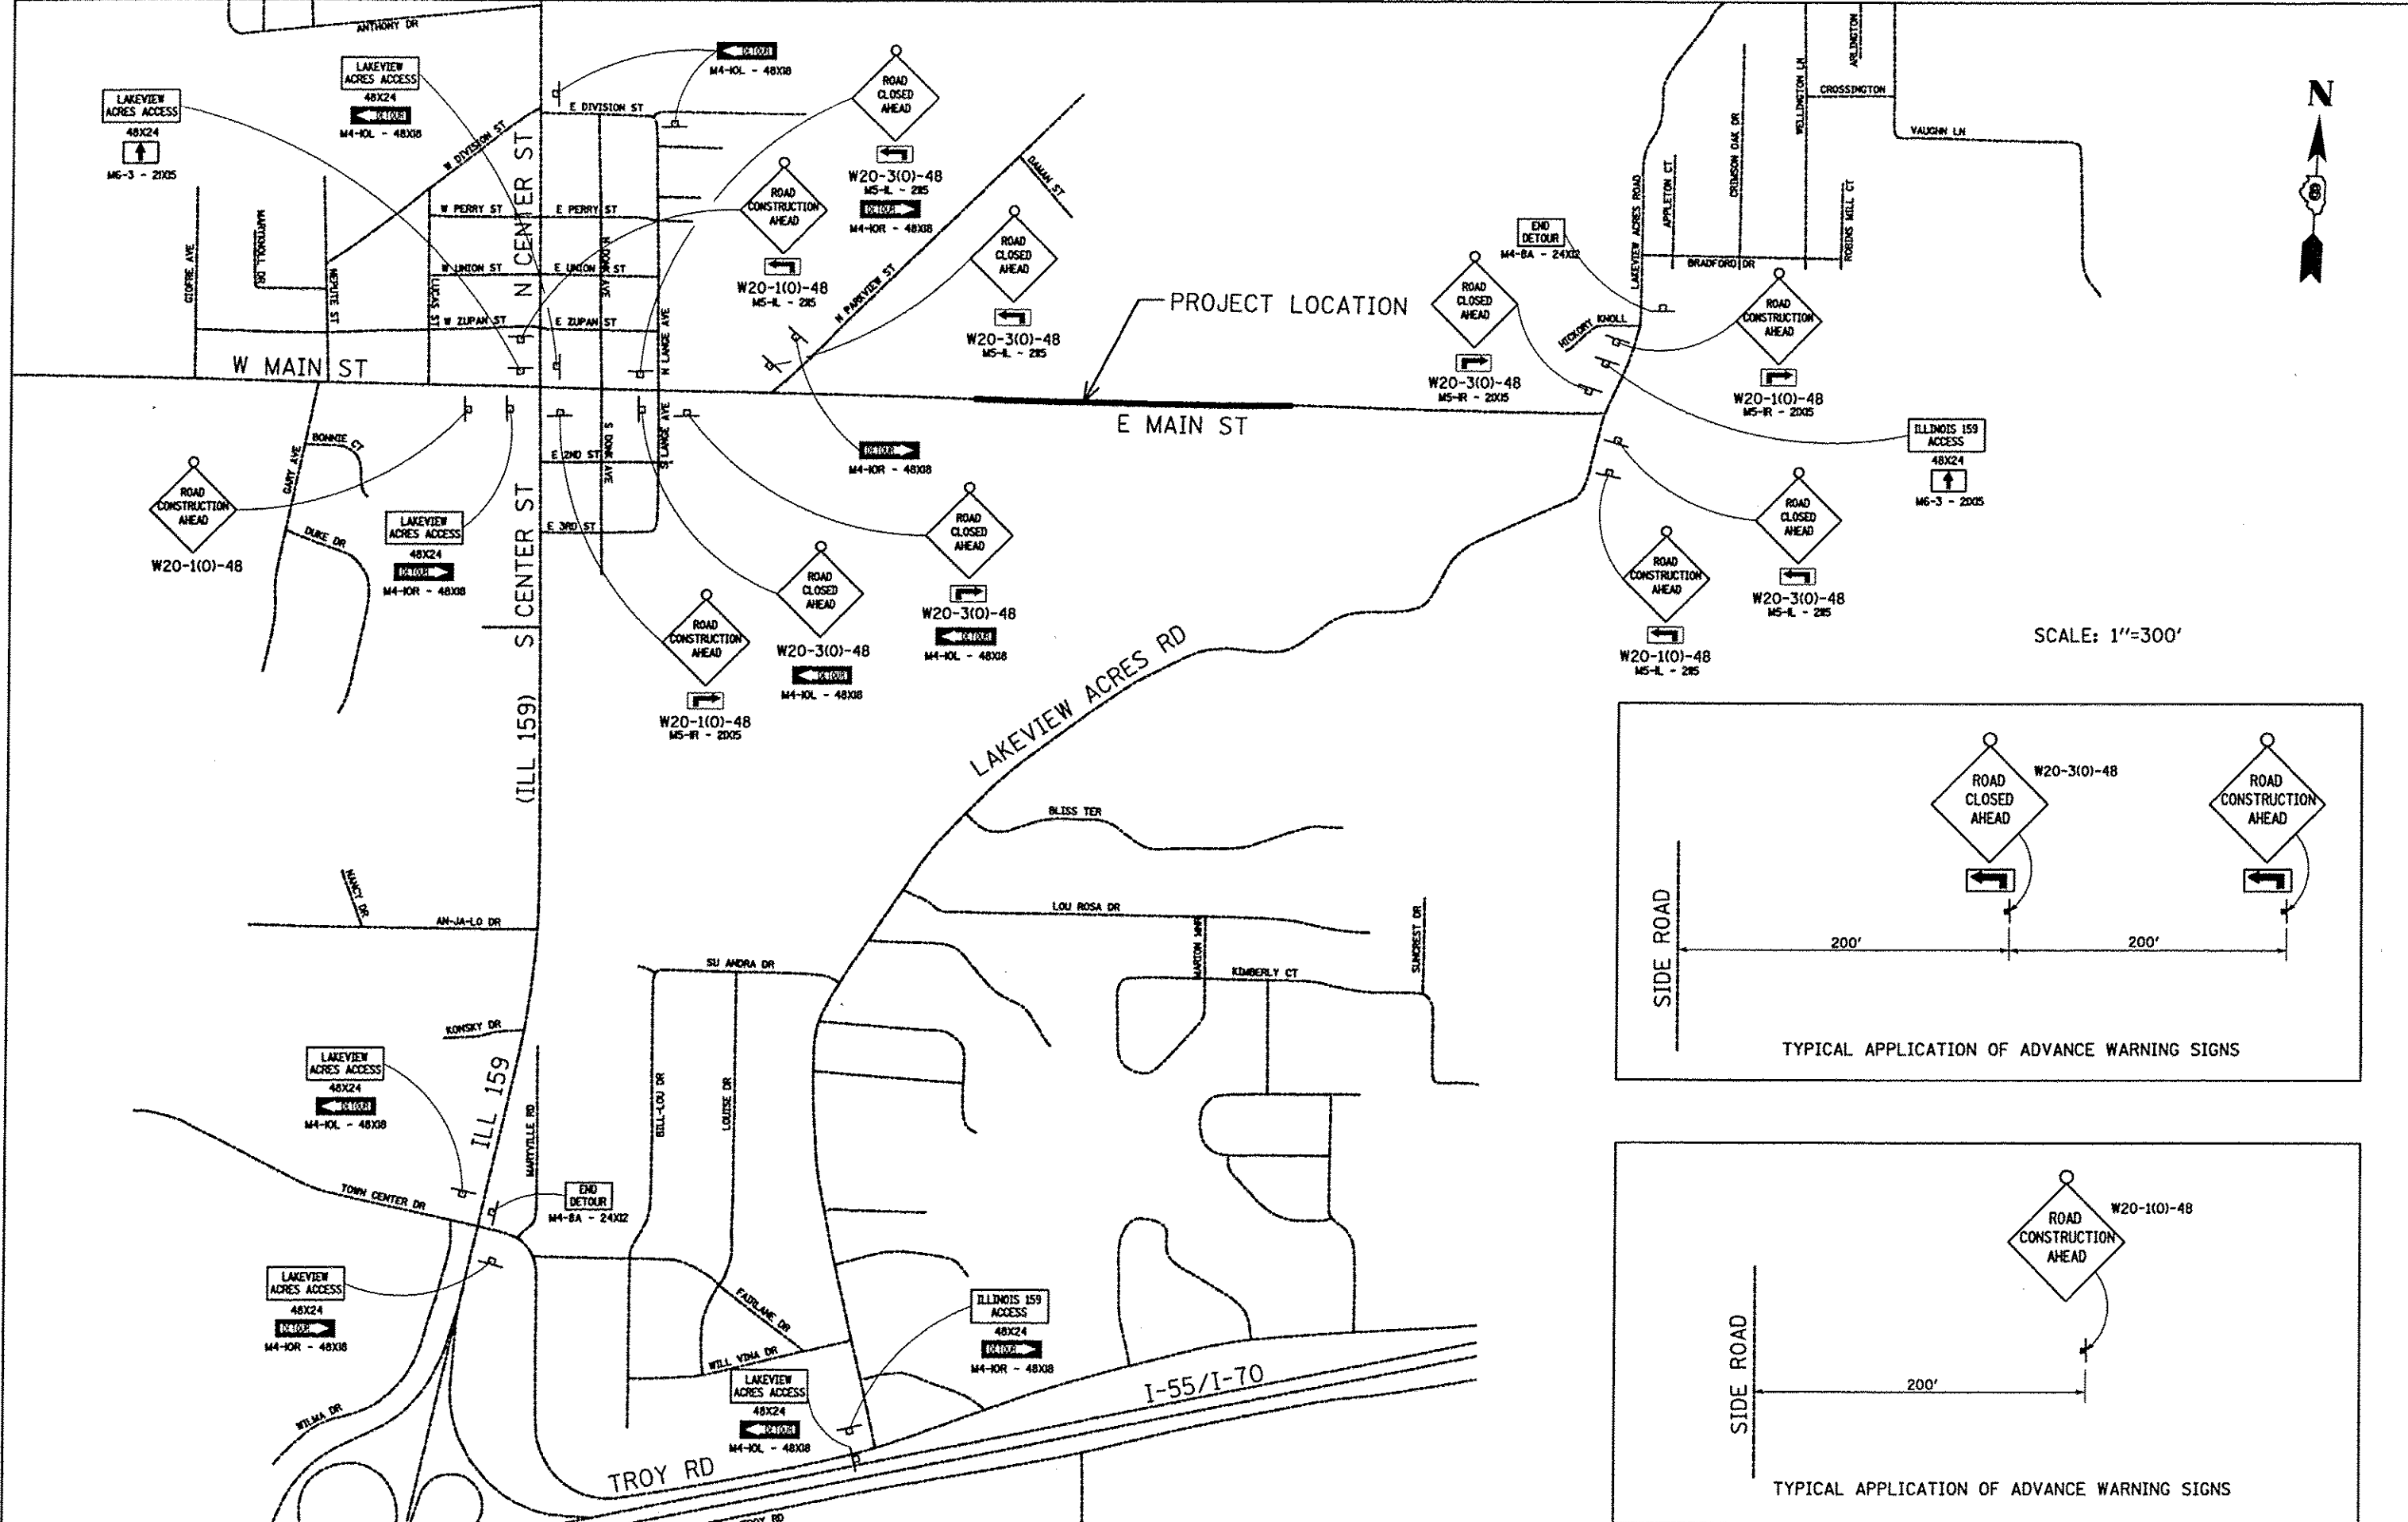 ANTHONY DR
LAKEVIEW
ACRES ACCESS
48X24
M6-3 - 21X15
LAKEVIEW
ACRES ACCESS
48X24
DETOUR
M4-10L - 48X18
DETOUR
M4-10L - 48X18
ROAD
CLOSED
AHEAD
W20-3(O)-48
M5-1L - 21X15
DETOUR
M4-10R - 48X18
ROAD
CONSTRUCTION
AHEAD
W20-1(O)-48
M5-1L - 21X15
ROAD
CLOSED
AHEAD
W20-3(O)-48
M5-1L - 21X15
E DIVISION ST
W DIVISION ST
N CENTER ST
W PERRY ST
E PERRY ST
W UNION ST
E UNION ST
W ZUPAN ST
E ZUPAN ST
GIOFRE AVE
MARYKNOLL DR
NEPUTE ST
LUCAS ST
N DONK AVE
N LANGE AVE
N PARKVIEW ST
DAMAN ST
W MAIN ST
PROJECT LOCATION
E MAIN ST
ARLINGTON
WELLINGTON LN
CROSSINGTON
VAUGHN LN
CRIMSON OAK DR
APPLETON CT
ROBINS MILL CT
BRADFORD DR
LAKEVIEW ACRES ROAD
HICKORY KNOLL
N
END
DETOUR
M4-8A - 24X12
ROAD
CLOSED
AHEAD
W20-3(O)-48
M5-1R - 21X15
ROAD
CONSTRUCTION
AHEAD
W20-1(O)-48
M5-1R - 21X15
ILLINOIS 159
ACCESS
48X24
M6-3 - 21X15
ROAD
CLOSED
AHEAD
W20-3(O)-48
M5-1L - 21X15
ROAD
CONSTRUCTION
AHEAD
W20-1(O)-48
M5-1L - 21X15
SCALE: 1"=300'
DETOUR
M4-10R - 48X18
GARY AVE
BONNIE CT
DUKE DR
ROAD
CONSTRUCTION
AHEAD
W20-1(O)-48
LAKEVIEW
ACRES ACCESS
48X24
DETOUR
M4-10R - 48X18
S CENTER ST
(ILL 159)
E 2ND ST
E 3RD ST
S DONK AVE
S LANGE AVE
ROAD
CONSTRUCTION
AHEAD
W20-1(O)-48
M5-1R - 21X15
ROAD
CLOSED
AHEAD
W20-3(O)-48
DETOUR
M4-10L - 48X18
ROAD
CLOSED
AHEAD
W20-3(O)-48
DETOUR
M4-10L - 48X18
LAKEVIEW ACRES RD
BLISS TER
LOU ROSA DR
MARION WNR
KIMBERLY CT
SUNCREST DR
NANCY DR
AN-JA-LO DR
SU ANDRA DR
KONSKY DR
ILL 159
MARYVILLE RD
BILL-LOU DR
LOUISE DR
LAKEVIEW
ACRES ACCESS
48X24
DETOUR
M4-10L - 48X18
TOWN CENTER DR
END
DETOUR
M4-8A - 24X12
LAKEVIEW
ACRES ACCESS
48X24
DETOUR
M4-10R - 48X18
FAIRLANE DR
WILL VINA DR
WILMA DR
LAKEVIEW
ACRES ACCESS
48X24
DETOUR
M4-10L - 48X18
ILLINOIS 159
ACCESS
48X24
DETOUR
M4-10R - 48X18
I-55/I-70
TROY RD
ROAD
CLOSED
AHEAD
W20-3(O)-48
ROAD
CONSTRUCTION
AHEAD
SIDE ROAD
200'
200'
TYPICAL APPLICATION OF ADVANCE WARNING SIGNS
ROAD
CONSTRUCTION
AHEAD
W20-1(O)-48
SIDE ROAD
200'
TYPICAL APPLICATION OF ADVANCE WARNING SIGNS